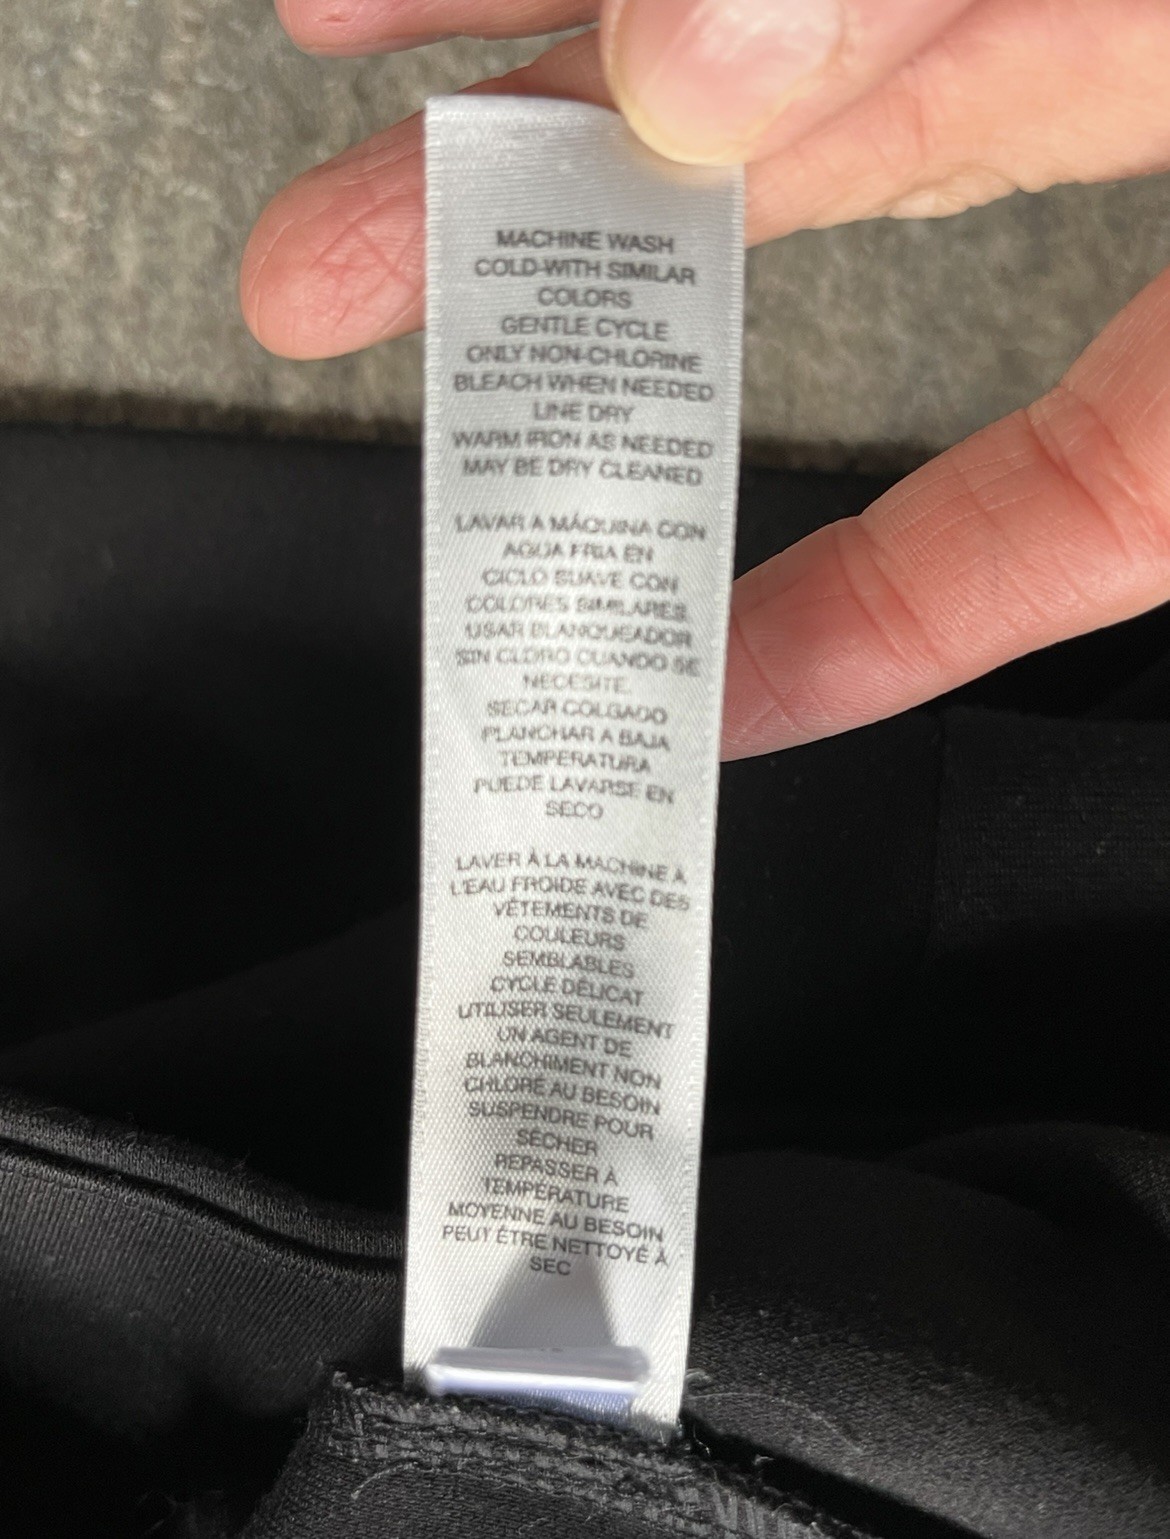 MACHINE WASH
COLD-WITH SIMILAR
COLORS
GENTLE CYCLE
ONLY NON-CHLORINE
BLEACH WHEN NEEDED
LINE DRY
WARM IRON AS NEEDED
MAY BE DRY CLEANED
LAVAR A MÁQUINA CON
AGUA FRIA EN
CICLO SUAVE CON
COLORES SIMILARES.
USAR BLANQUEADOR
SIN CLORO CUANDO SE
NECESITE.
SECAR COLGADO
PLANCHAR A BAJA
TEMPERATURA
PUEDE LAVARSE EN
SECO
LAVER À LA MACHINE À
L'EAU FROIDE AVEC DES
VÊTEMENTS DE
COULEURS
SEMBLABLES
CYCLE DÉLICAT
UTILISER SEULEMENT
UN AGENT DE
BLANCHIMENT NON
CHLORÉ AU BESOIN
SUSPENDRE POUR
SÉCHER
REPASSER À
TEMPÉRATURE
MOYENNE AU BESOIN
PEUT ÊTRE NETTOYÉ À
SEC